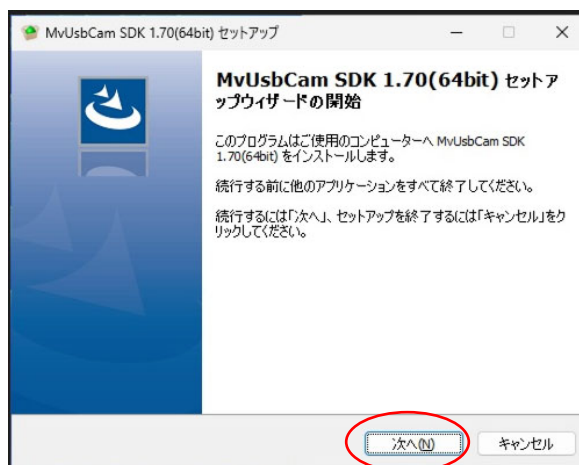 MvUsbCam SDK 1.70(64bit) セットアップ
MvUsbCam SDK 1.70(64bit) セットア
ップウィザードの開始
このプログラムはご使用のコンピューターへ MvUsbCam SDK
1.70(64bit) をインストールします。
続行する前に他のアプリケーションをすべて終了してください。
続行するには「次へ」、セットアップを終了するには「キャンセル」をク
リックしてください。
次へ(N)
キャンセル